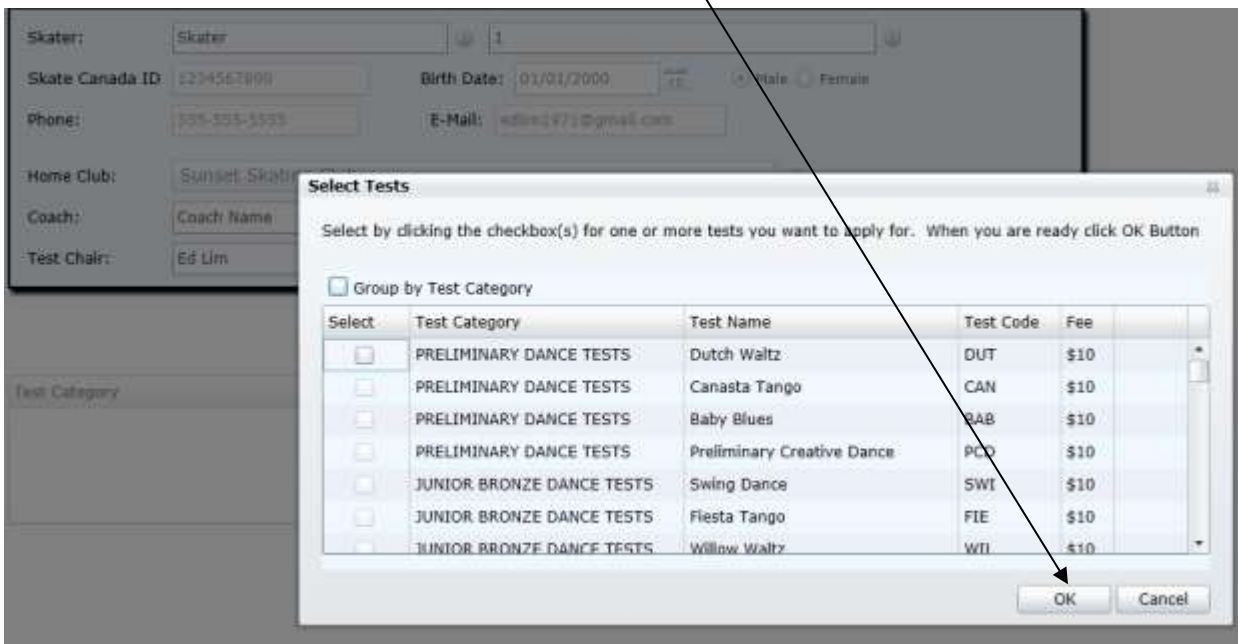 Skater: Skater 1
Skate Canada ID 1234567890 Birth Date: 01/01/2000 Male Female
Phone: 555-555-5555 E-Mail: edlim1971@gmail.com
Home Club: Sunset Skating
Coach: Coach Name
Test Chair: Ed Lim
Test Category
Select Tests
Select by clicking the checkbox(s) for one or more tests you want to apply for. When you are ready click OK Button
Group by Test Category
Select Test Category Test Name Test Code Fee
PRELIMINARY DANCE TESTS Dutch Waltz DUT $10
PRELIMINARY DANCE TESTS Canasta Tango CAN $10
PRELIMINARY DANCE TESTS Baby Blues BAB $10
PRELIMINARY DANCE TESTS Preliminary Creative Dance PCD $10
JUNIOR BRONZE DANCE TESTS Swing Dance SWI $10
JUNIOR BRONZE DANCE TESTS Fiesta Tango FIE $10
JUNIOR BRONZE DANCE TESTS Willow Waltz WIL $10
OK Cancel